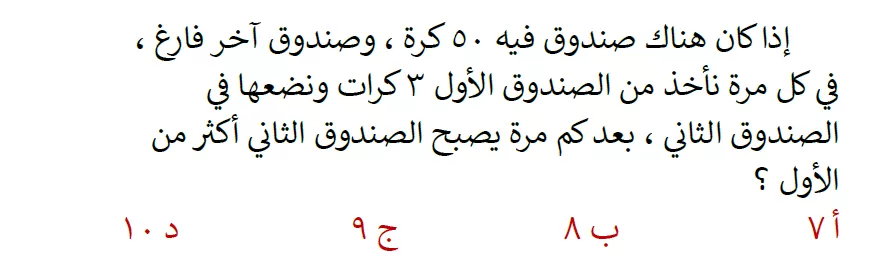 إذا كان هناك صندوق فيه ٥٠ كرة ، وصندوق آخر فارغ ،
في كل مرة نأخذ من الصندوق الأول ٣ كرات ونضعها في
الصندوق الثاني ، بعد كم مرة يصبح الصندوق الثاني أكثر من
الأول ؟
أ ٧ ب ٨ ج ٩ د ١٠